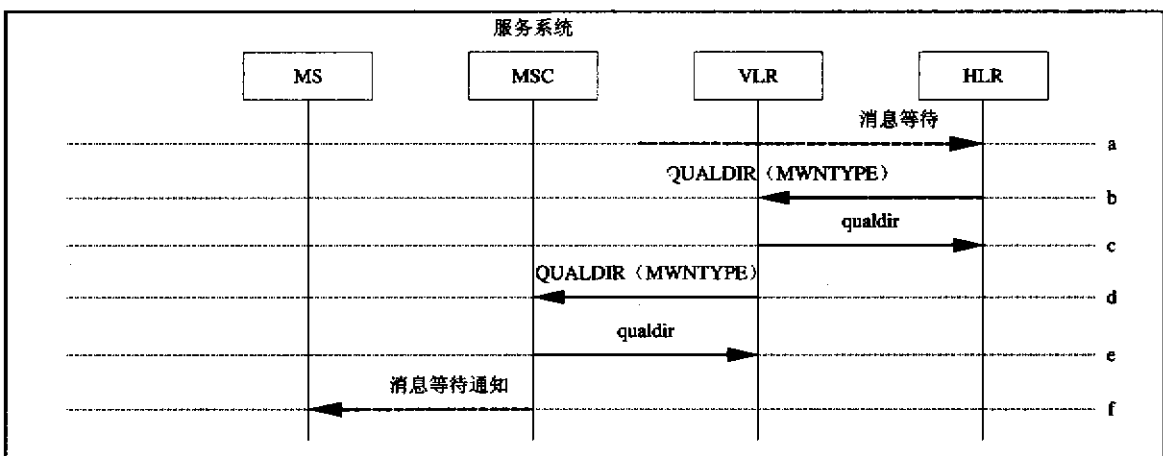 服务系统
MS
MSC
VLR
HLR
消息等待
a
QUALDIR（MWNTYPE）
b
qualdir
c
QUALDIR（MWNTYPE）
d
qualdir
e
消息等待通知
f